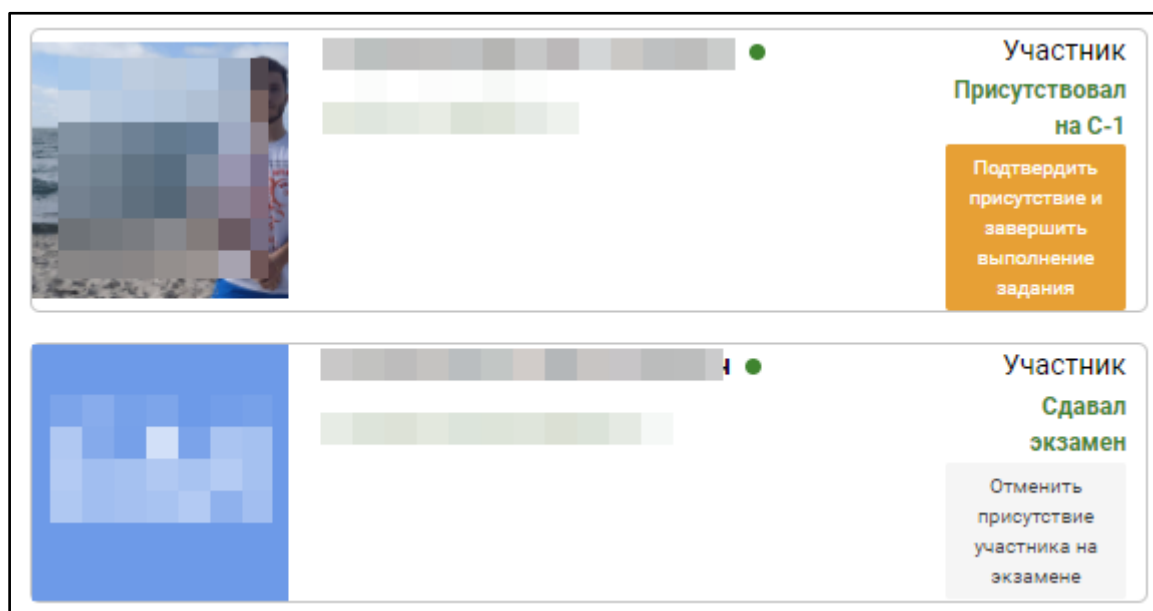 Участник
Присутствовал
на С-1
Подтвердить
присутствие и
завершить
выполнение
задания
Участник
Сдавал
экзамен
Отменить
присутствие
участника на
экзамене